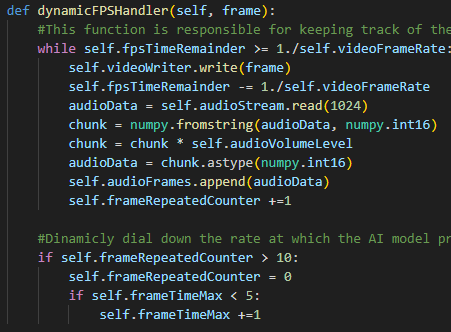 def dynamicFPSHandler(self, frame):
    #This function is responsible for keeping track of the
    while self.fpsTimeRemainder >= 1./self.videoFrameRate:
        self.videoWriter.write(frame)
        self.fpsTimeRemainder -= 1./self.videoFrameRate
        audioData = self.audioStream.read(1024)
        chunk = numpy.fromstring(audioData, numpy.int16)
        chunk = chunk * self.audioVolumeLevel
        audioData = chunk.astype(numpy.int16)
        self.audioFrames.append(audioData)
        self.frameRepeatedCounter +=1

    #Dinamicly dial down the rate at which the AI model pr
    if self.frameRepeatedCounter > 10:
        self.frameRepeatedCounter = 0
        if self.frameTimeMax < 5:
            self.frameTimeMax +=1